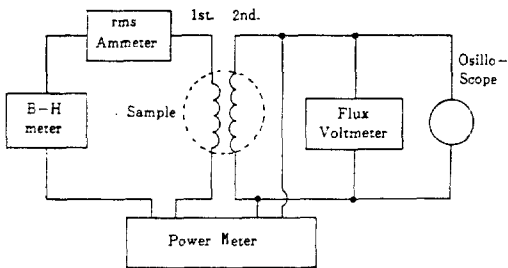 rms
Ammeter
1st.
2nd.
Osillo-
Scope
B-H
meter
Sample
Flux
Voltmeter
Power Meter